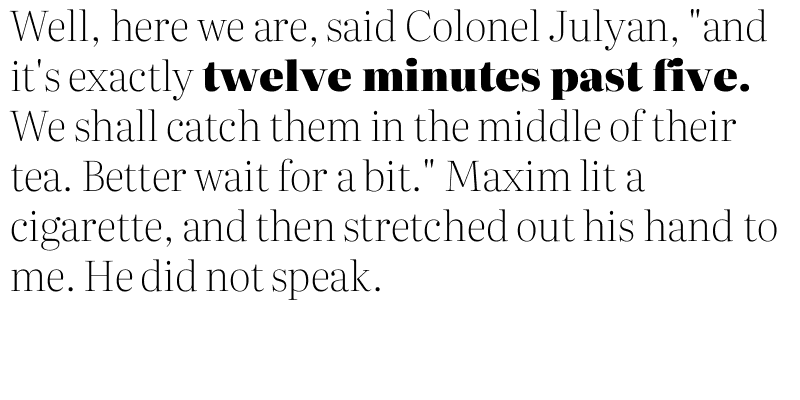 Well, here we are, said Colonel Julyan, "and
it's exactly twelve minutes past five.
We shall catch them in the middle of their
tea. Better wait for a bit." Maxim lit a
cigarette, and then stretched out his hand to
me. He did not speak.